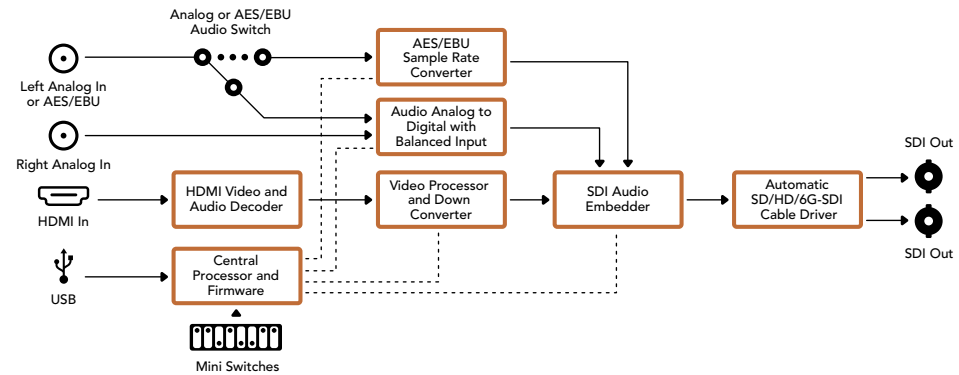 Analog or AES/EBU
Audio Switch
Left Analog In
or AES/EBU
AES/EBU
Sample Rate
Converter
Right Analog In
Audio Analog to
Digital with
Balanced Input
HDMI In
HDMI Video and
Audio Decoder
Video Processor
and Down
Converter
SDI Audio
Embedder
Automatic
SD/HD/6G-SDI
Cable Driver
SDI Out
SDI Out
USB
Central
Processor and
Firmware
Mini Switches